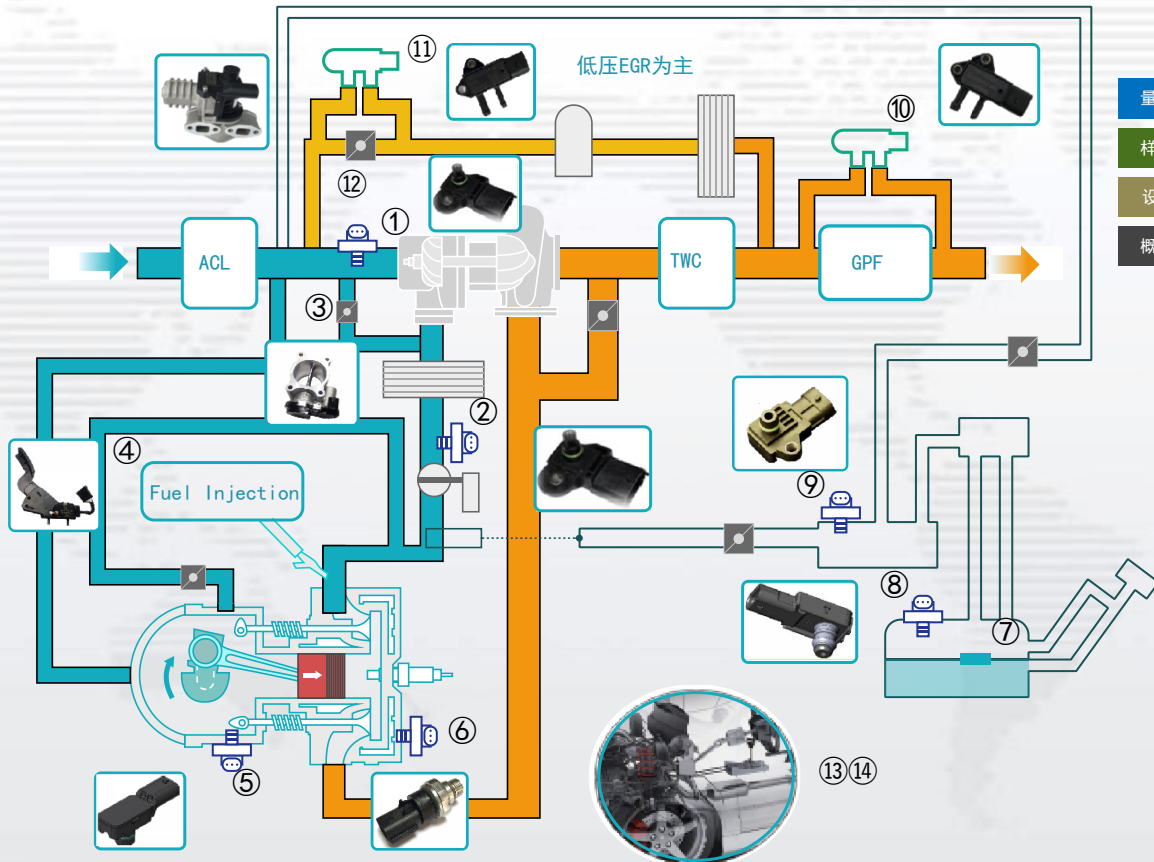 ⑪
低压EGR为主
⑩
量
样
⑫
设
①
概
ACL
TWC
GPF
③
②
④
Fuel Injection
⑨
⑧
⑦
⑥
⑤
⑬⑭